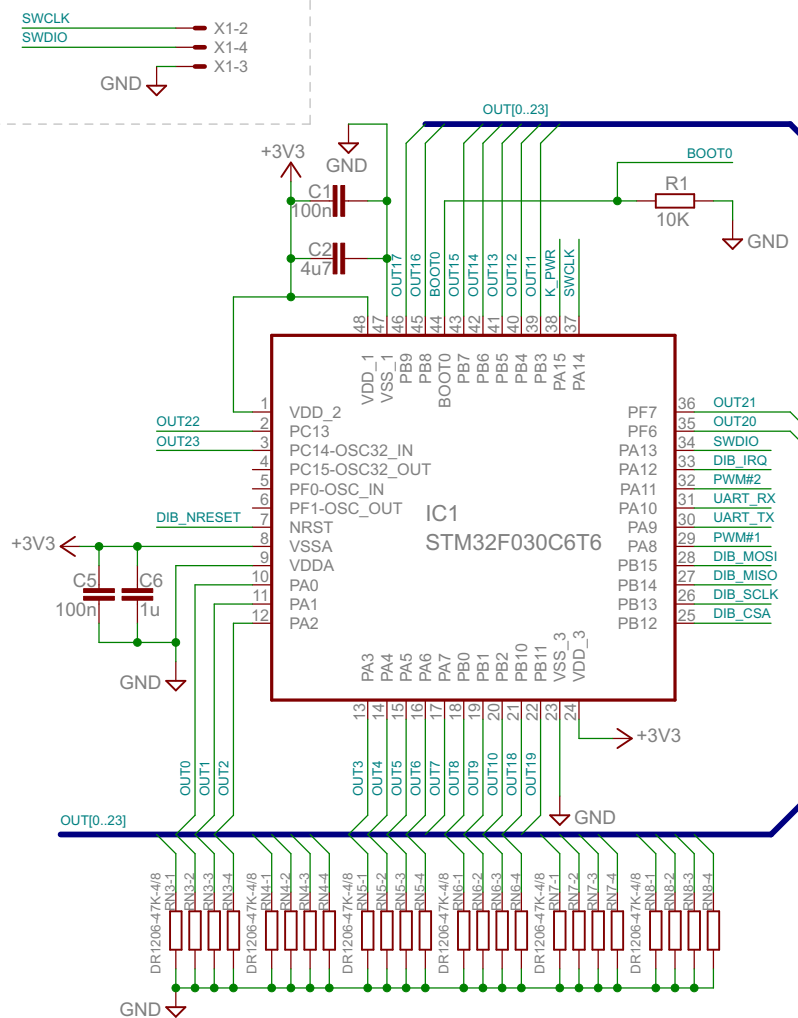 SWCLK
X1-2
SWDIO
X1-4
X1-3
GND
OUT[0..23]
+3V3
GND
BOOT0
C1
100n
R1
10K
GND
C2
4u7
OUT17
OUT16
BOOT0
OUT15
OUT14
OUT13
OUT12
OUT11
K_PWR
SWCLK
48
47
46
45
44
43
42
41
40
39
38
37
VDD_1
VSS_1
PB9
PB8
BOOT0
PB7
PB6
PB5
PB4
PB3
PA15
PA14
1 VDD_2
OUT22 2 PC13
OUT23 3 PC14-OSC32_IN
4 PC15-OSC32_OUT
5 PF0-OSC_IN
6 PF1-OSC_OUT
DIB_NRESET 7 NRST
+3V3 8 VSSA
9 VDDA
10 PA0
11 PA1
12 PA2
IC1
STM32F030C6T6
PF7 36 OUT21
PF6 35 OUT20
PA13 34 SWDIO
PA12 33 DIB_IRQ
PA11 32 PWM#2
PA10 31 UART_RX
PA9 30 UART_TX
PA8 29 PWM#1
PB15 28 DIB_MOSI
PB14 27 DIB_MISO
PB13 26 DIB_SCLK
PB12 25 DIB_CSA
C5
100n
C6
1u
GND
PA3
PA4
PA5
PA6
PA7
PB0
PB1
PB2
PB10
PB11
VSS_3
VDD_3
13
14
15
16
17
18
19
20
21
22
23
24
+3V3
OUT0
OUT1
OUT2
OUT3
OUT4
OUT5
OUT6
OUT7
OUT8
OUT9
OUT10
OUT18
OUT19
GND
OUT[0..23]
DR1206-47K-4/8
RN3-1
RN3-2
RN3-3
RN3-4
DR1206-47K-4/8
RN4-1
RN4-2
RN4-3
RN4-4
DR1206-47K-4/8
RN5-1
RN5-2
RN5-3
RN5-4
DR1206-47K-4/8
RN6-1
RN6-2
RN6-3
RN6-4
DR1206-47K-4/8
RN7-1
RN7-2
RN7-3
RN7-4
DR1206-47K-4/8
RN8-1
RN8-2
RN8-3
RN8-4
GND